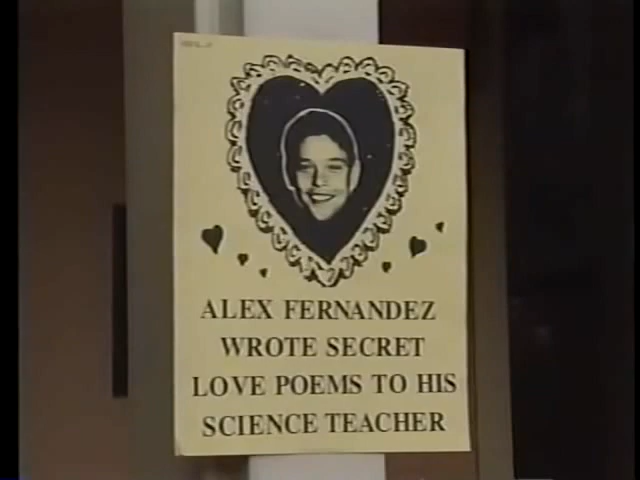 ALEX FERNANDEZ
WROTE SECRET
LOVE POEMS TO HIS
SCIENCE TEACHER